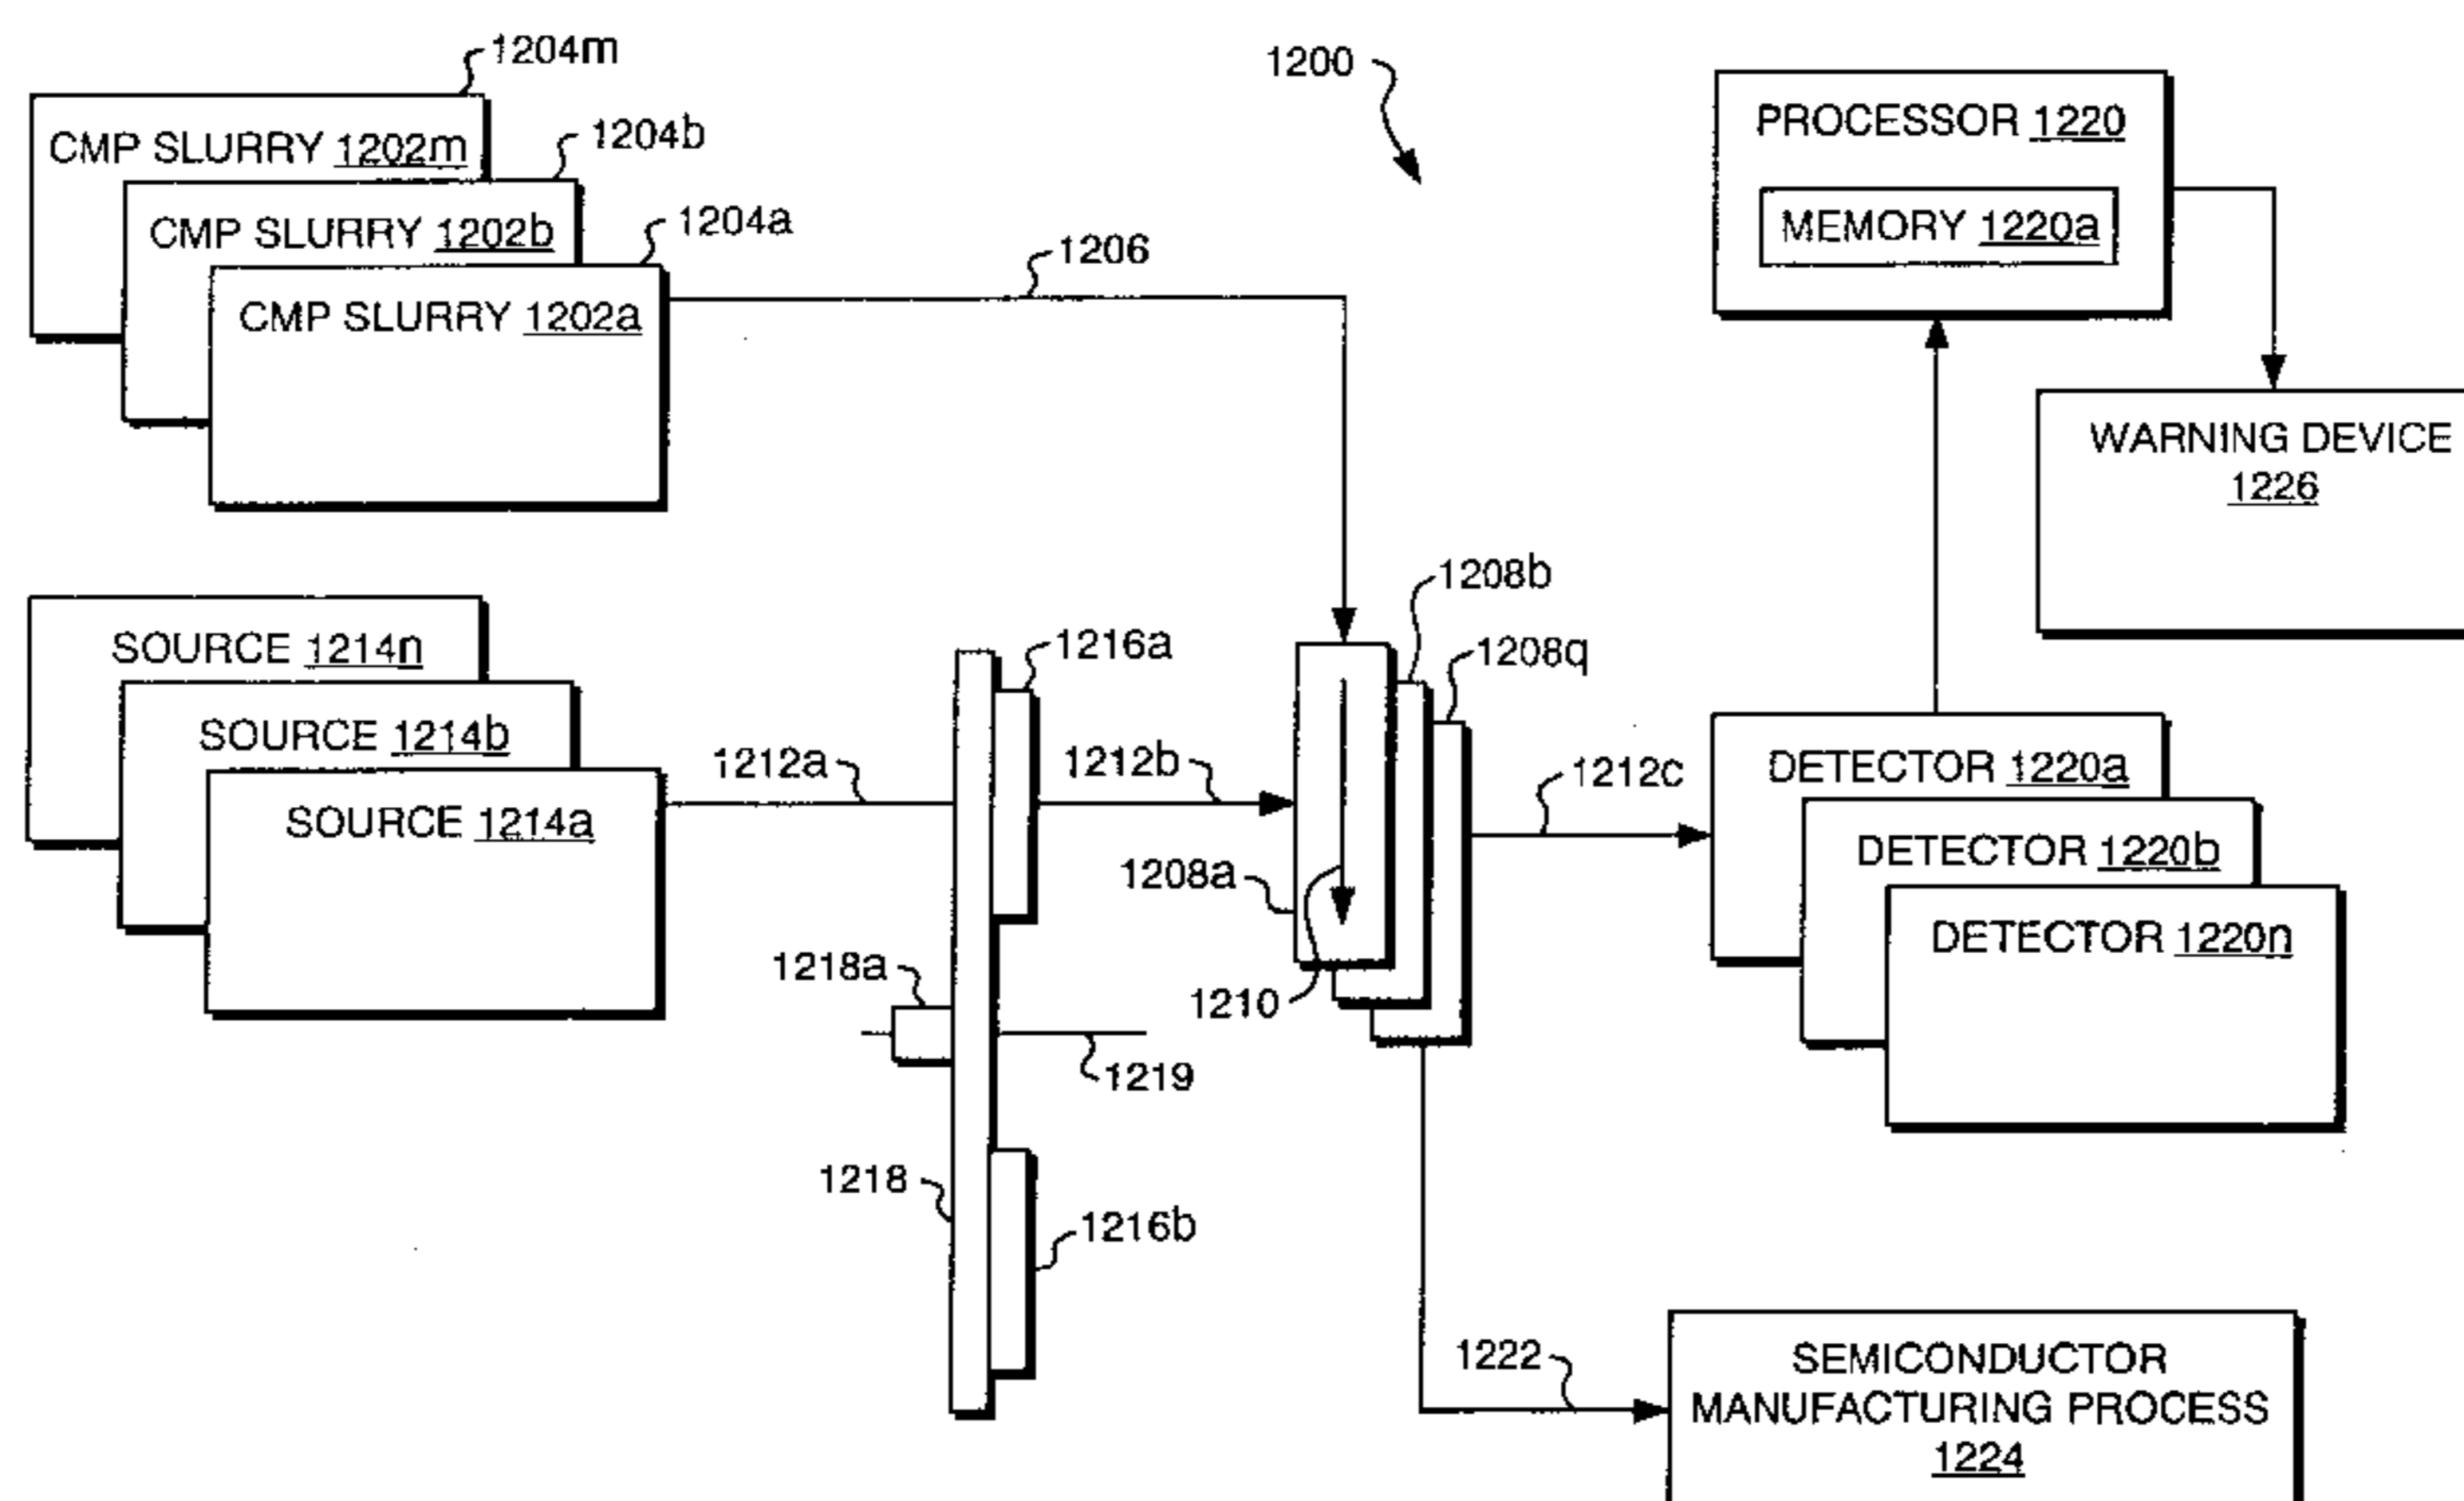 1204m
1200
CMP SLURRY 1202m
1204b
PROCESSOR 1220
CMP SLURRY 1202b
1204a
MEMORY 1220a
1206
CMP SLURRY 1202a
WARNING DEVICE
1226
1208b
SOURCE 1214n
1216a
1208q
SOURCE 1214b
1212a
1212b
1212c
DETECTOR 1220a
SOURCE 1214a
1208a
DETECTOR 1220b
DETECTOR 1220n
1218a
1210
1219
1218
1216b
1222
SEMICONDUCTOR
MANUFACTURING PROCESS
1224